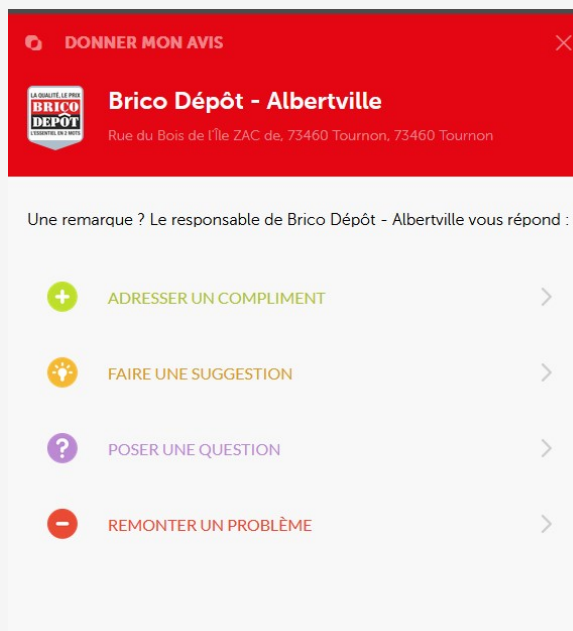 DONNER MON AVIS
LA QUALITÉ, LE PRIX
BRICO
DEPÔT
L'ESSENTIEL EN 2 MOTS
Brico Dépôt - Albertville
Rue du Bois de l'Île ZAC de, 73460 Tournon, 73460 Tournon
Une remarque ? Le responsable de Brico Dépôt - Albertville vous répond :
ADRESSER UN COMPLIMENT
FAIRE UNE SUGGESTION
POSER UNE QUESTION
REMONTER UN PROBLÈME